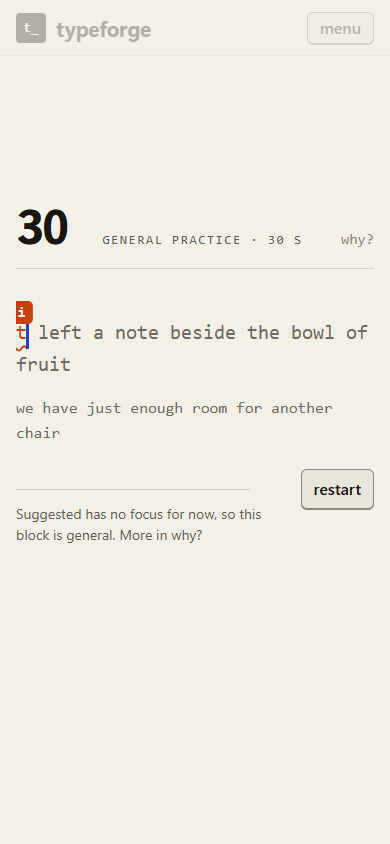 t_ typeforge menu
30 GENERAL PRACTICE · 30 S why?
i
t left a note beside the bowl of
fruit
we have just enough room for another
chair
restart
Suggested has no focus for now, so this
block is general. More in why?